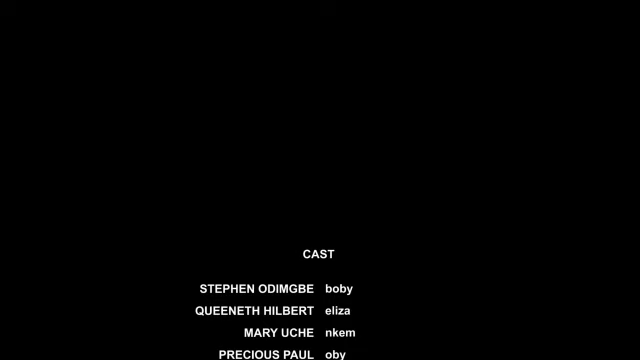 CAST
STEPHEN ODIMGBE boby
QUEENETH HILBERT eliza
MARY UCHE nkem
PRECIOUS PAUL oby